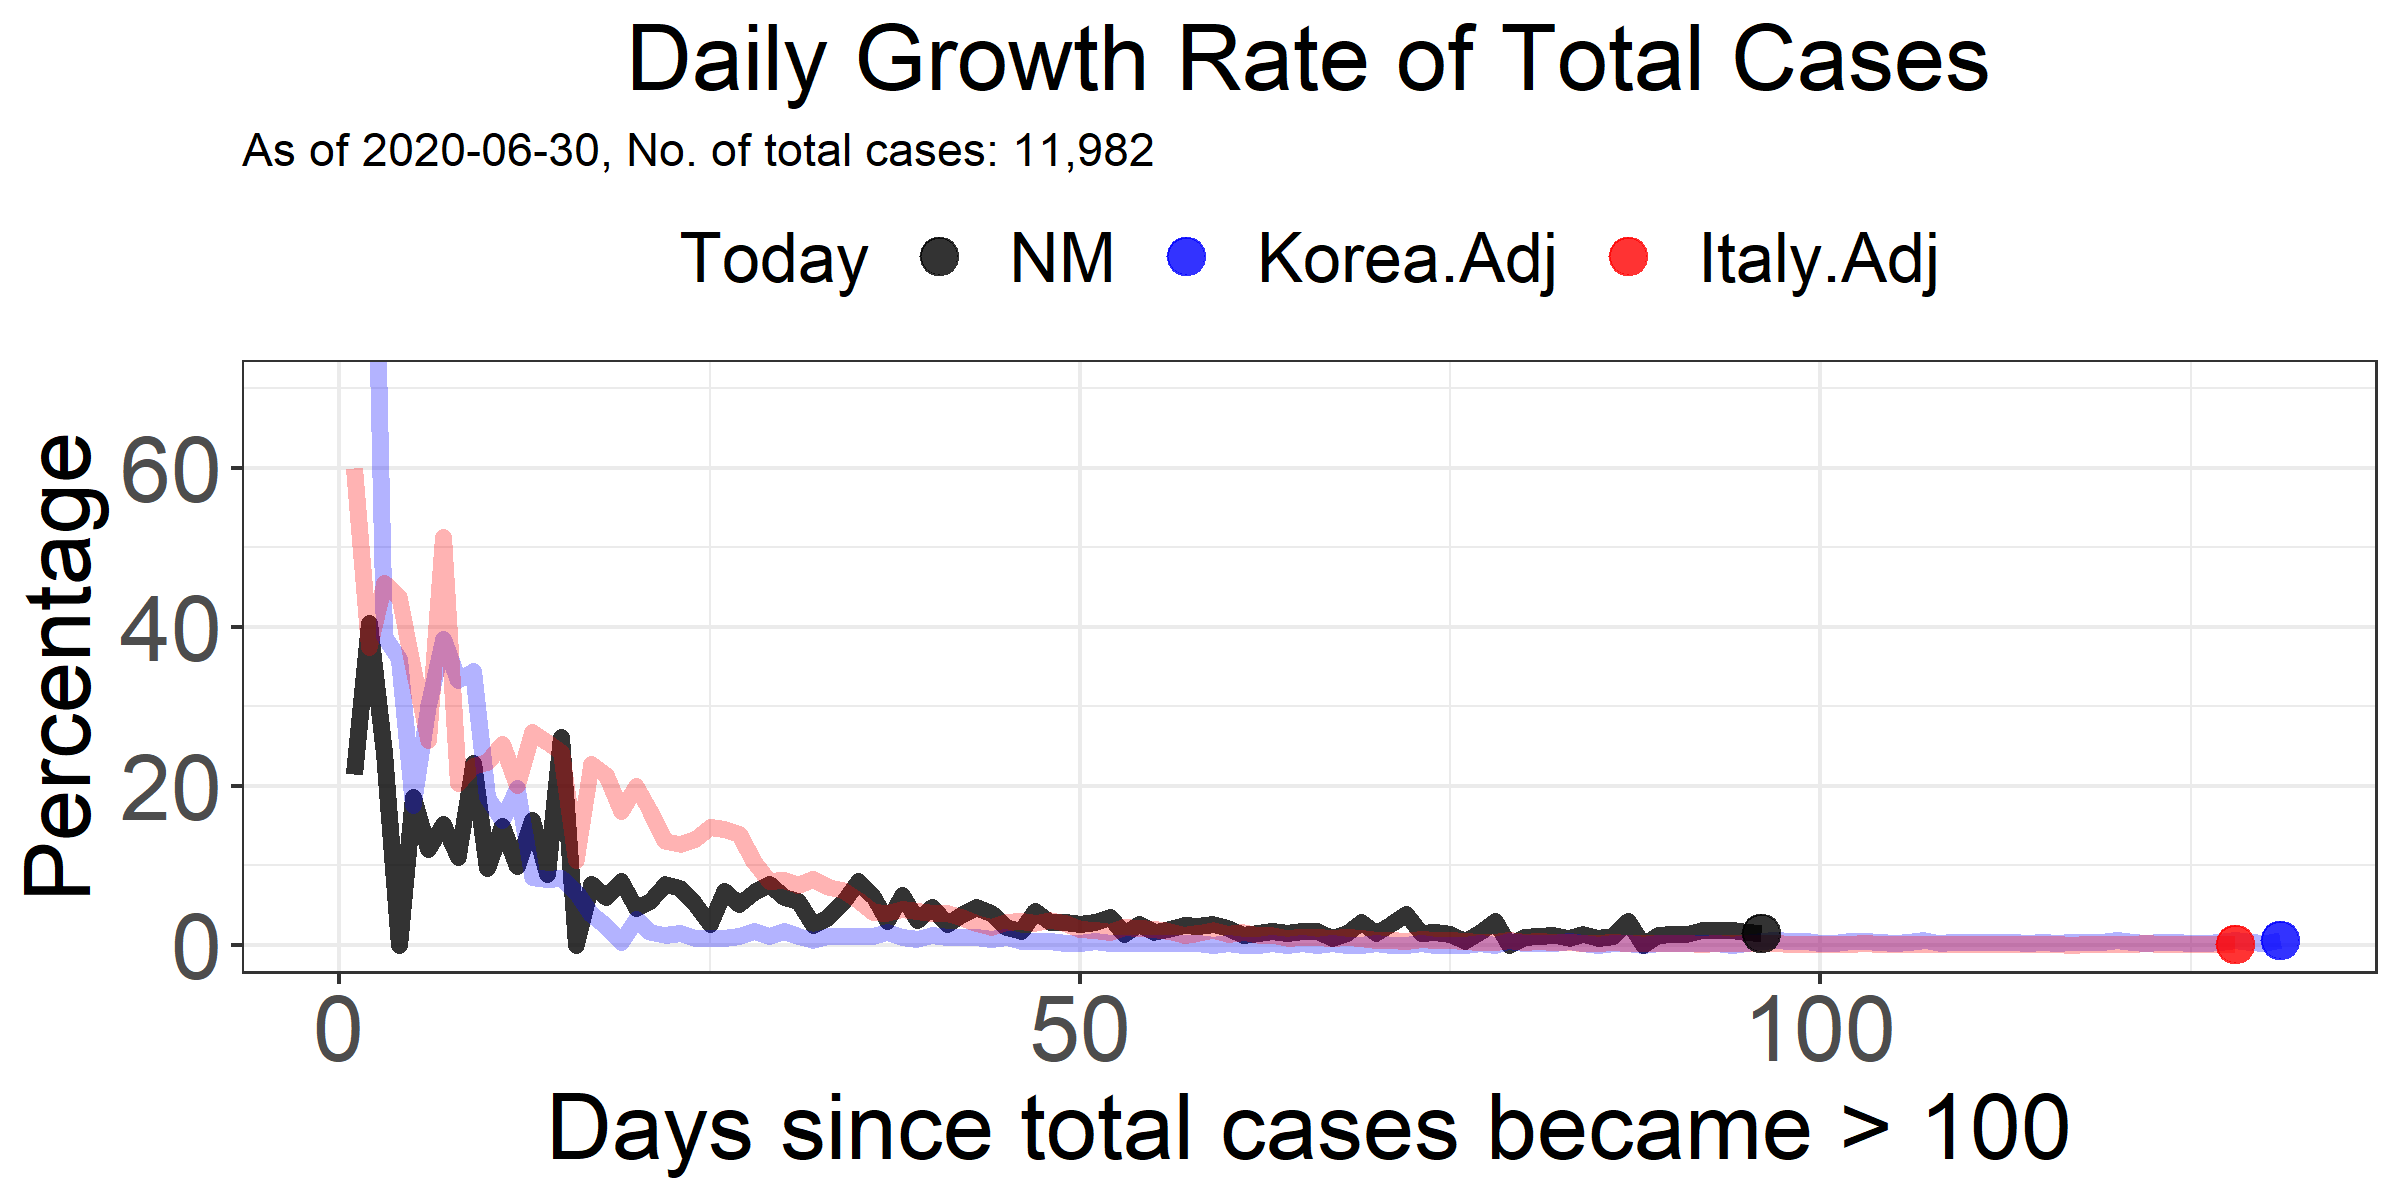 Daily Growth Rate of Total Cases
As of 2020-06-30, No. of total cases: 11,982
Today NM Korea.Adj Italy.Adj
Percentage
60
40
20
0
0 50 100
Days since total cases became > 100